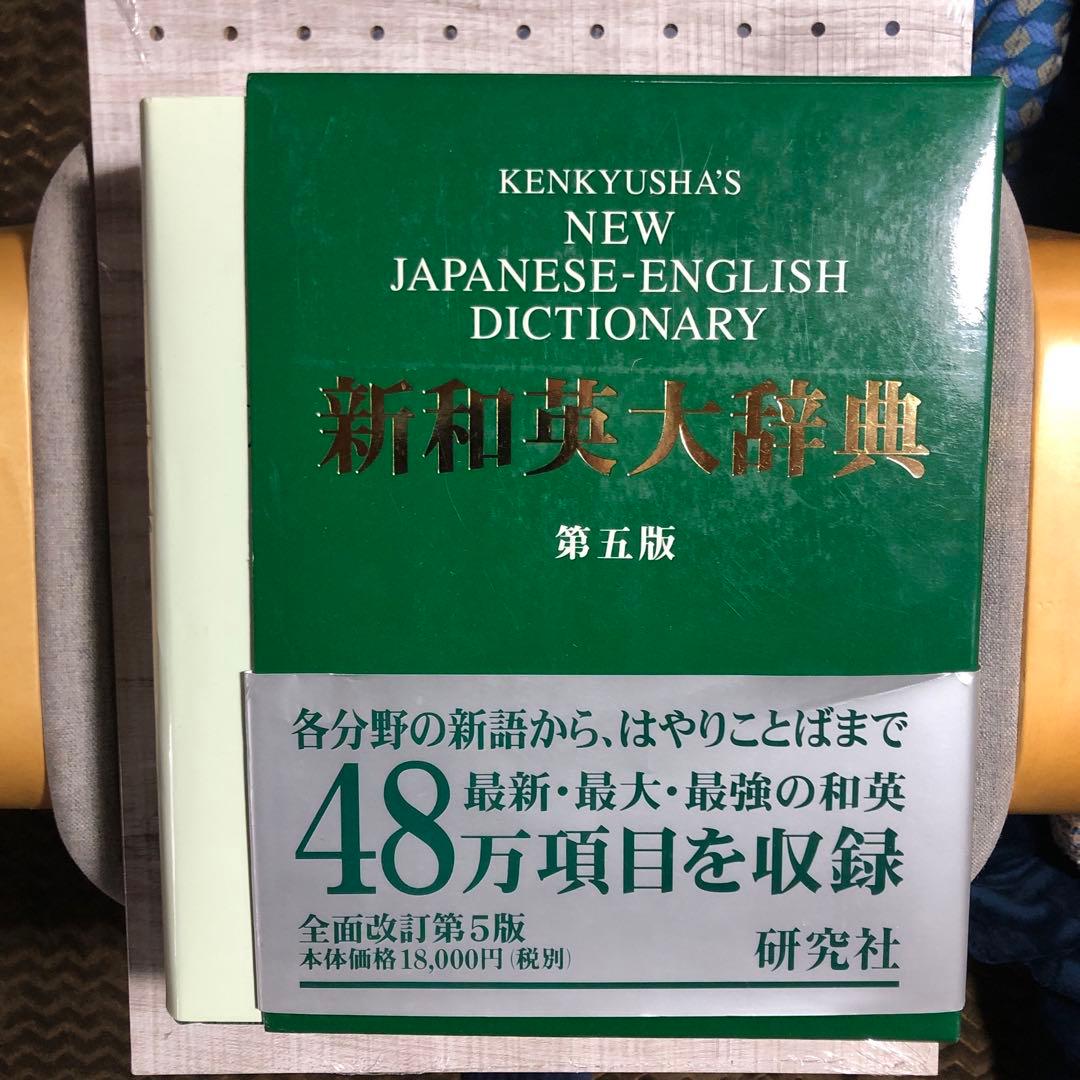 KENKYUSHA'S
NEW
JAPANESE-ENGLISH
DICTIONARY
新和英大辞典
第五版
各分野の新語から、はやりことばまで
最新・最大・最強の和英
48万項目を収録
全面改訂第5版
本体価格18,000円(税別)
研究社